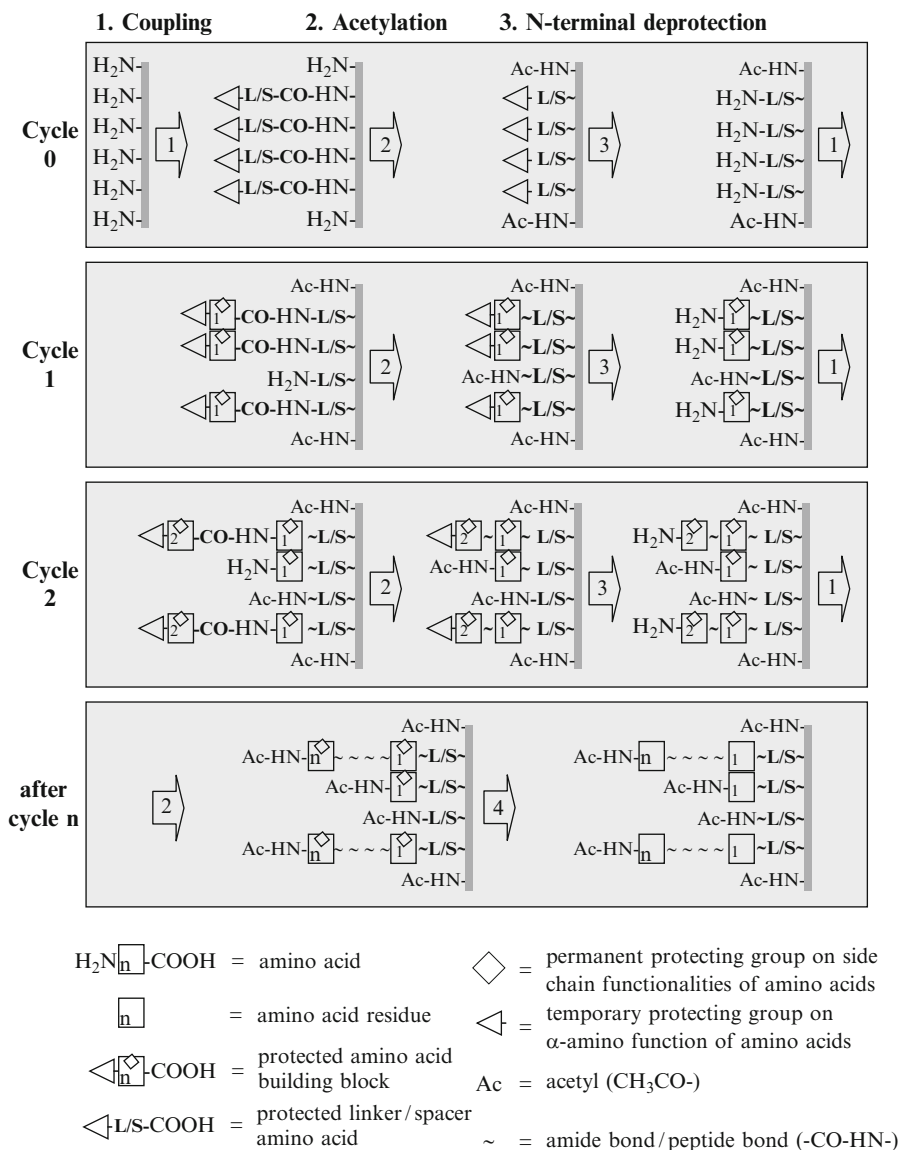 1. Coupling 2. Acetylation 3. N-terminal deprotection
Cycle 0
H₂N- H₂N- Ac-HN- Ac-HN-
H₂N- L/S-CO-HN- L/S~ H₂N-L/S~
H₂N- L/S-CO-HN- L/S~ H₂N-L/S~
1 2 3 1
H₂N- L/S-CO-HN- L/S~ H₂N-L/S~
H₂N- L/S-CO-HN- L/S~ H₂N-L/S~
H₂N- H₂N- Ac-HN- Ac-HN-
Cycle 1
Ac-HN- Ac-HN- Ac-HN-
1-CO-HN-L/S~ 1~L/S~ H₂N-1~L/S~
1-CO-HN-L/S~ 1~L/S~ H₂N-1~L/S~
2 3 1
H₂N-L/S~ Ac-HN~L/S~ Ac-HN~L/S~
1-CO-HN-L/S~ 1~L/S~ H₂N-1~L/S~
Ac-HN- Ac-HN- Ac-HN-
Cycle 2
Ac-HN- Ac-HN- Ac-HN-
2-CO-HN-1~L/S~ 2~1~L/S~ H₂N-2~1~L/S~
H₂N-1~L/S~ Ac-HN-1~L/S~ Ac-HN-1~L/S~
2 3 1
Ac-HN~L/S~ Ac-HN-L/S~ Ac-HN~L/S~
2-CO-HN-1~L/S~ 2~1~L/S~ H₂N-2~1~L/S~
Ac-HN- Ac-HN- Ac-HN-
after cycle n
Ac-HN- Ac-HN-
Ac-HN-n~~~~1~L/S~ Ac-HN-n~~~~1~L/S~
Ac-HN-1~L/S~ Ac-HN-1~L/S~
2 4
Ac-HN-L/S~ Ac-HN~L/S~
Ac-HN-n~~~~1~L/S~ Ac-HN-n~~~~1~L/S~
Ac-HN- Ac-HN-
H₂N n -COOH = amino acid
n = amino acid residue
n -COOH = protected amino acid
building block
L/S-COOH = protected linker/spacer
amino acid
= permanent protecting group on side
chain functionalities of amino acids
= temporary protecting group on
α-amino function of amino acids
Ac = acetyl (CH₃CO-)
~ = amide bond/peptide bond (-CO-HN-)